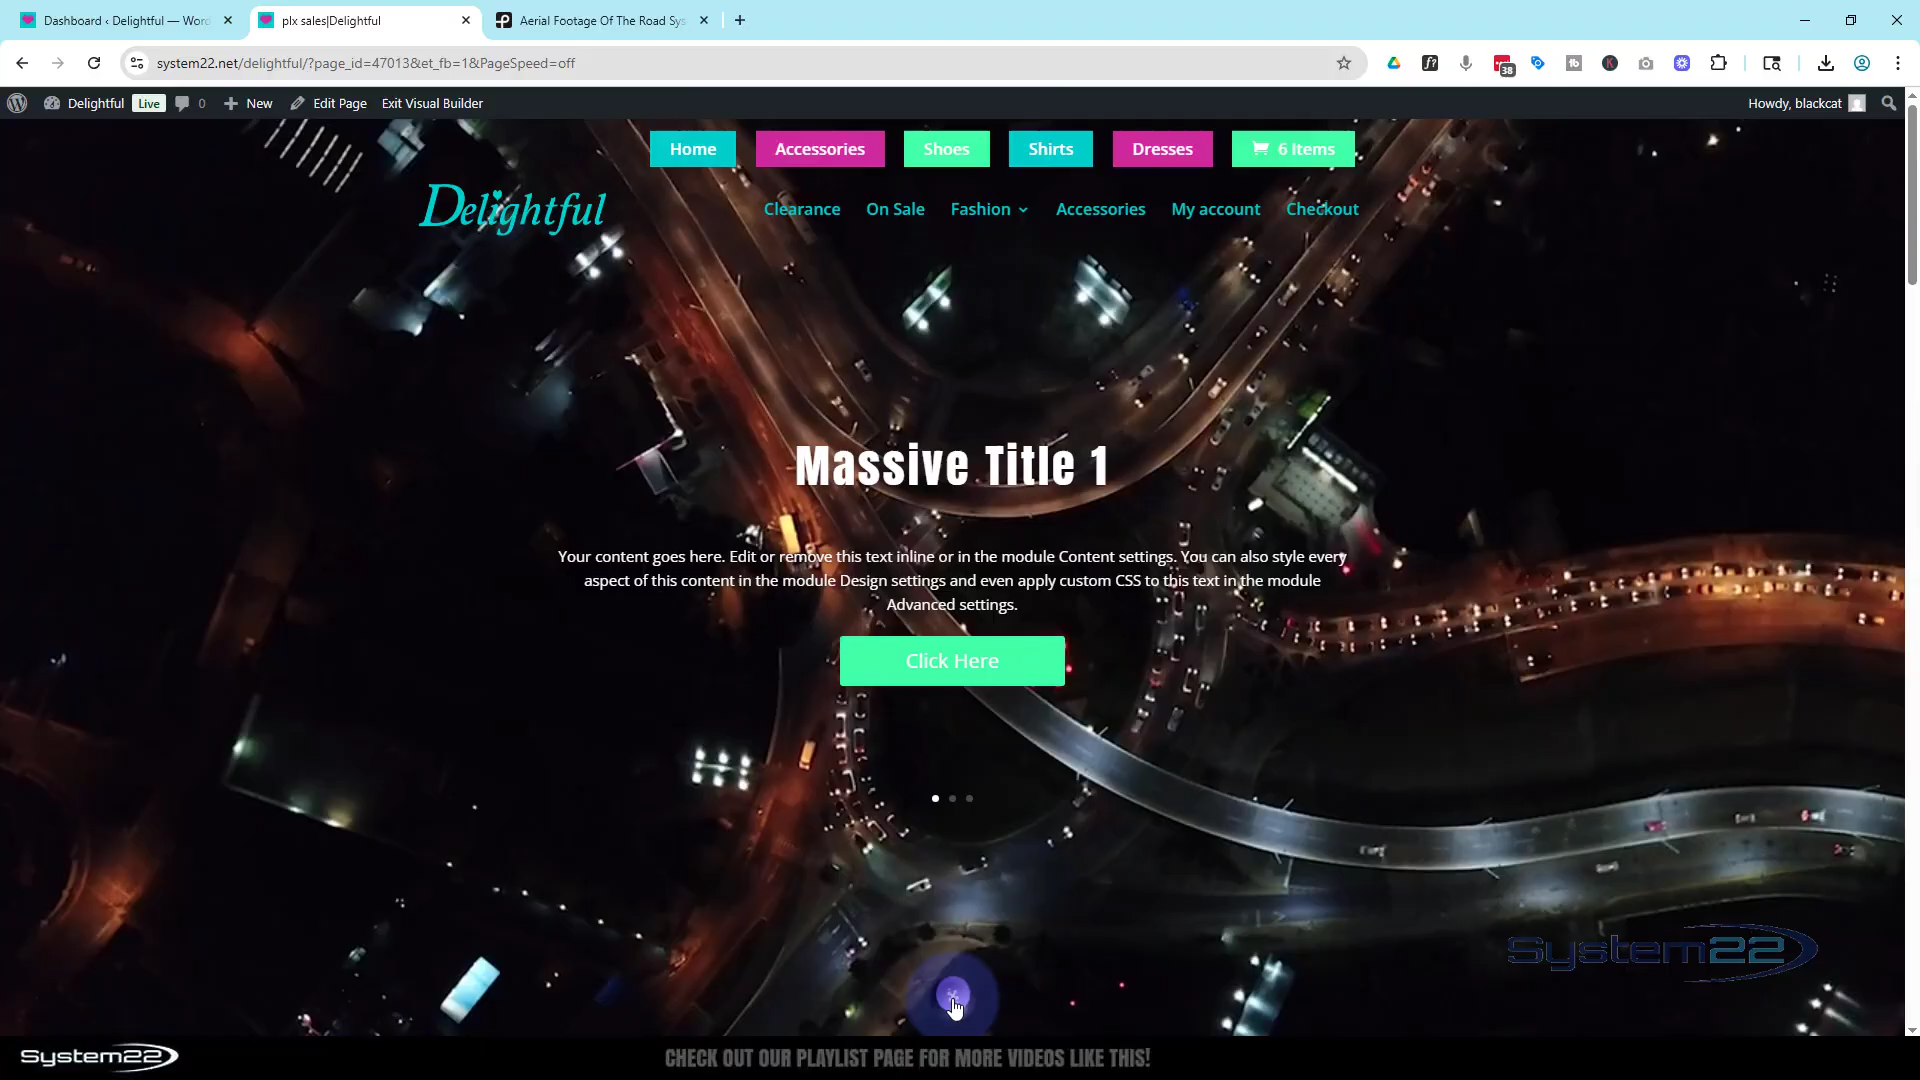 Dashboard ‹ Delightful — Word
plx sales|Delightful
Aerial Footage Of The Road Sys
system22.net/delightful/?page_id=47013&et_fb=1&PageSpeed=off
38
Delightful Live 0 New Edit Page Exit Visual Builder Howdy, blackcat
Home Accessories Shoes Shirts Dresses 6 Items
Delightful
Clearance On Sale Fashion Accessories My account Checkout
Massive Title 1
Your content goes here. Edit or remove this text inline or in the module Content settings. You can also style every
aspect of this content in the module Design settings and even apply custom CSS to this text in the module
Advanced settings.
Click Here
System22
System22
CHECK OUT OUR PLAYLIST PAGE FOR MORE VIDEOS LIKE THIS!